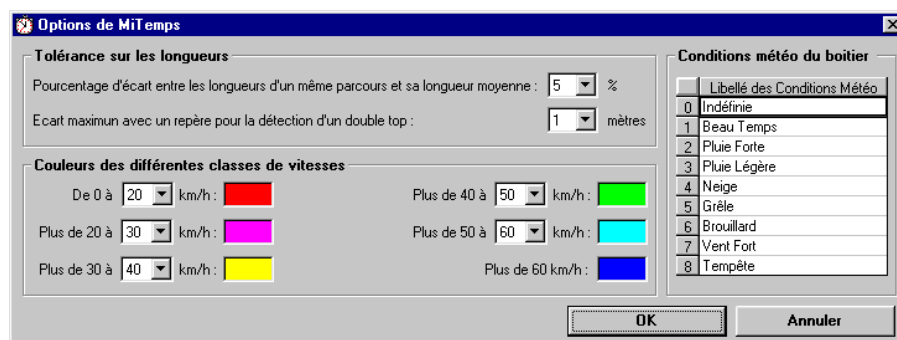 Options de MiTemps
Tolérance sur les longueurs
Pourcentage d'écart entre les longueurs d'un même parcours et sa longueur moyenne : 5 %
Ecart maximun avec un repère pour la détection d'un double top : 1 mètres
Couleurs des différentes classes de vitesses
De 0 à 20 km/h : Plus de 40 à 50 km/h :
Plus de 20 à 30 km/h : Plus de 50 à 60 km/h :
Plus de 30 à 40 km/h : Plus de 60 km/h :
Conditions météo du boitier
Libellé des Conditions Météo
0 Indéfinie
1 Beau Temps
2 Pluie Forte
3 Pluie Légère
4 Neige
5 Grêle
6 Brouillard
7 Vent Fort
8 Tempête
OK Annuler